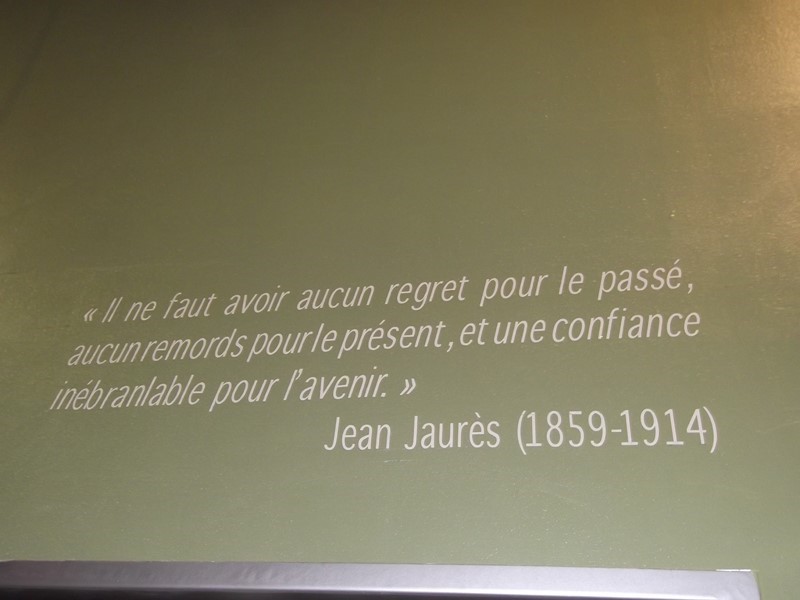 « Il ne faut avoir aucun regret pour le passé,
aucun remords pour le présent, et une confiance
inébranlable pour l'avenir. »
Jean Jaurès (1859-1914)